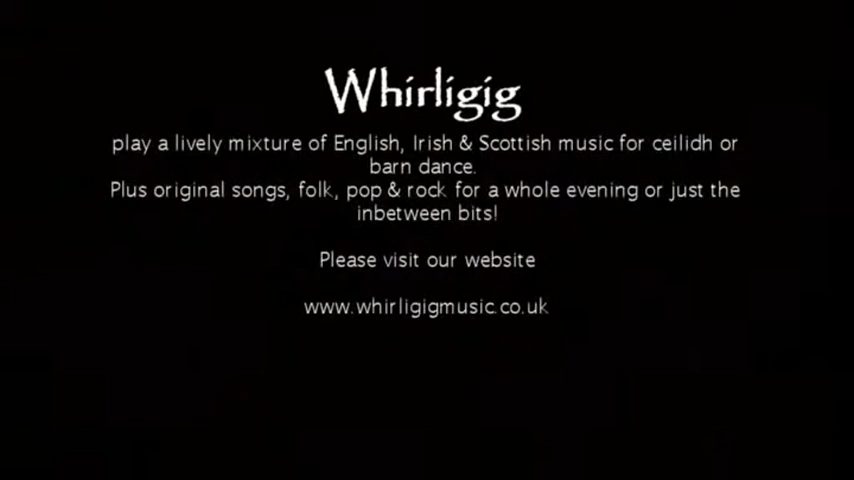 Whirligig
play a lively mixture of English, Irish & Scottish music for ceilidh or
barn dance.
Plus original songs, folk, pop & rock for a whole evening or just the
inbetween bits!
Please visit our website
www.whirligigmusic.co.uk